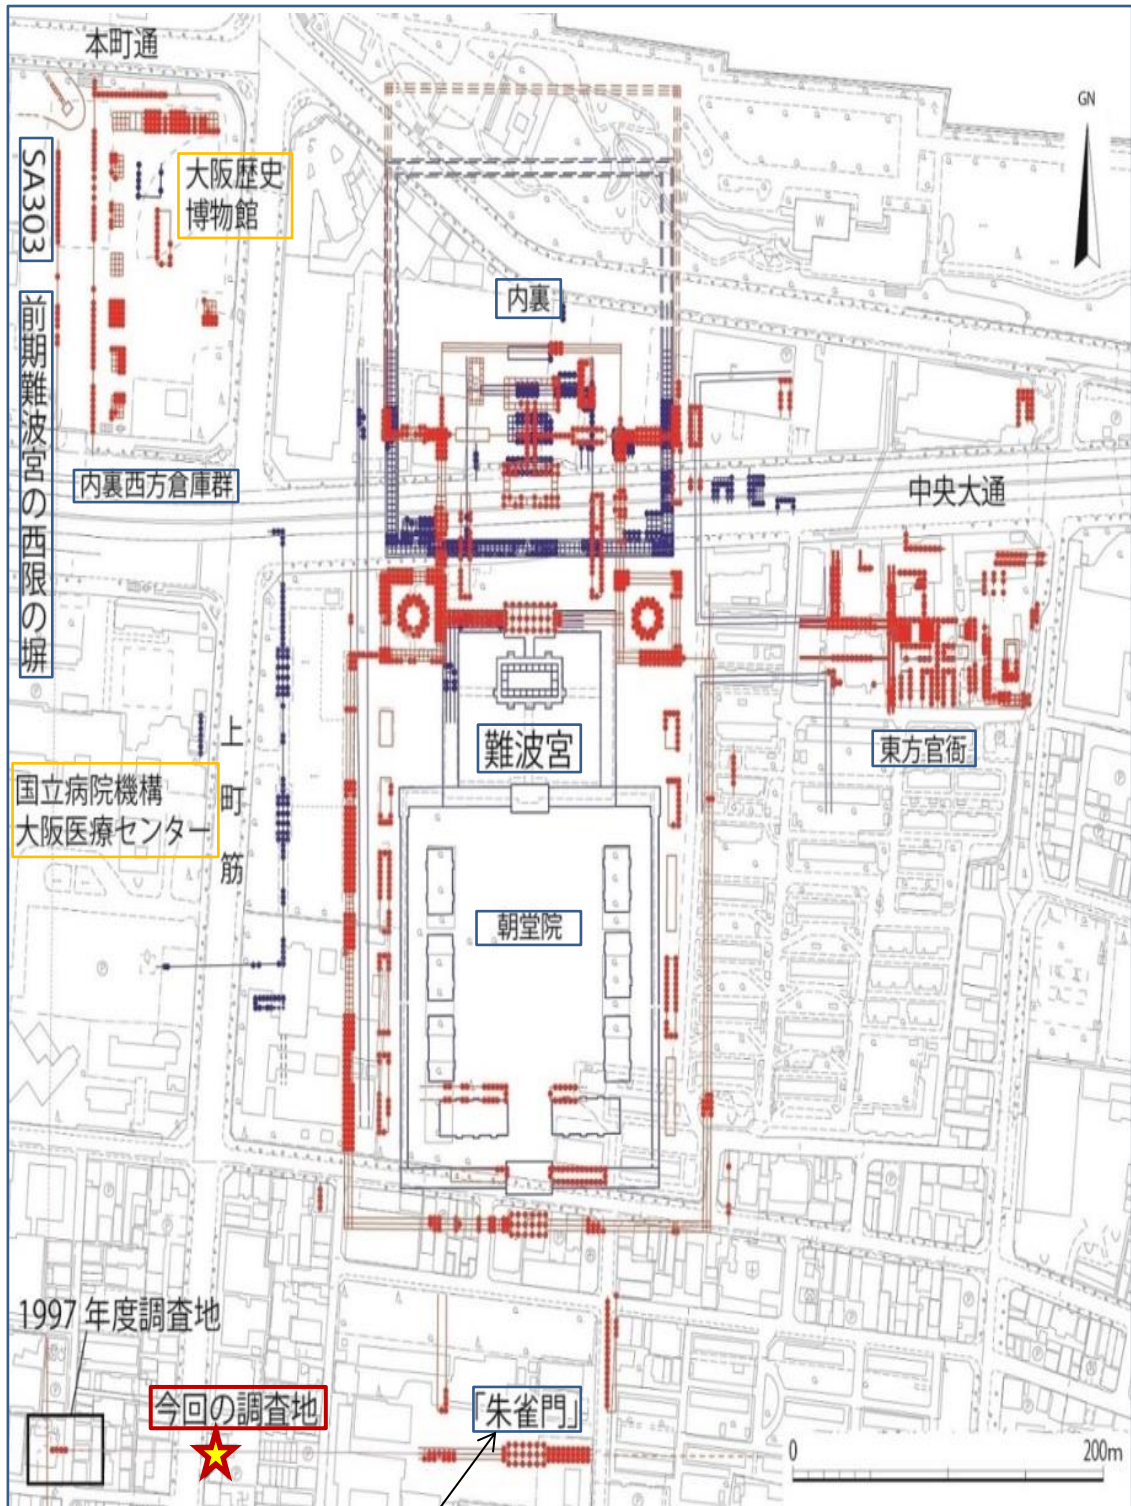 本町通
GN
SA303 前期難波宮の西限の塀
大阪歴史
博物館
W
内裏
内裏西方倉庫群
中央大通
難波宮
東方官衙
上町筋
国立病院機構
大阪医療センター
朝堂院
1997年度調査地
今回の調査地
「朱雀門」
0 200m